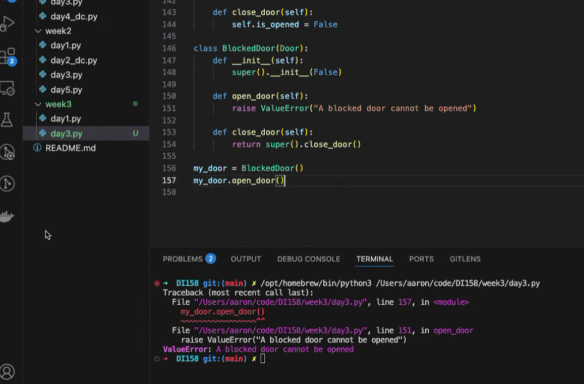 day3.py
day4_dc.py
week2
day1.py
day2_dc.py
day3.py
day5.py
week3
day1.py
day3.py U
README.md
2
142
143 def close_door(self):
144 self.is_opened = False
145
146 class BlockedDoor(Door):
147 def __init__(self):
148 super().__init__(False)
149
150 def open_door(self):
151 raise ValueError("A blocked door cannot be opened")
152
153 def close_door(self):
154 return super().close_door()
155
156 my_door = BlockedDoor()
157 my_door.open_door()
158
PROBLEMS 2 OUTPUT DEBUG CONSOLE TERMINAL PORTS GITLENS
➜ DI158 git:(main) ✗ /opt/homebrew/bin/python3 /Users/aaron/code/DI158/week3/day3.py
Traceback (most recent call last):
File "/Users/aaron/code/DI158/week3/day3.py", line 157, in <module>
my_door.open_door()
~~~~~~~~~~~~~~~~~^^
File "/Users/aaron/code/DI158/week3/day3.py", line 151, in open_door
raise ValueError("A blocked door cannot be opened")
ValueError: A blocked door cannot be opened
➜ DI158 git:(main) ✗